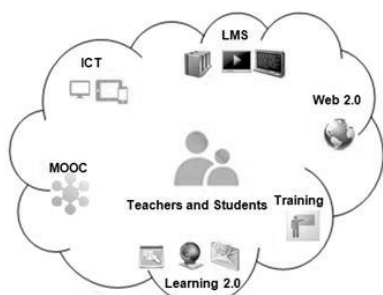 LMS
ICT
Web 2.0
MOOC
Teachers and Students
Training
Learning 2.0